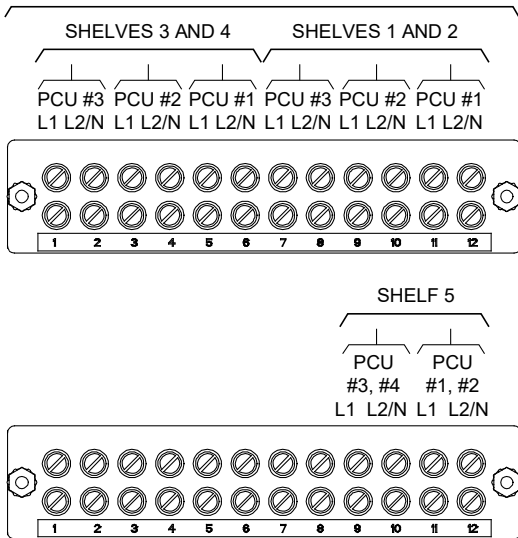 SHELVES 3 AND 4 SHELVES 1 AND 2
PCU #3 PCU #2 PCU #1 PCU #3 PCU #2 PCU #1
L1 L2/N L1 L2/N L1 L2/N L1 L2/N L1 L2/N L1 L2/N
1 2 3 4 5 6 7 8 9 10 11 12
SHELF 5
PCU PCU
#3, #4 #1, #2
L1 L2/N L1 L2/N
1 2 3 4 5 6 7 8 9 10 11 12